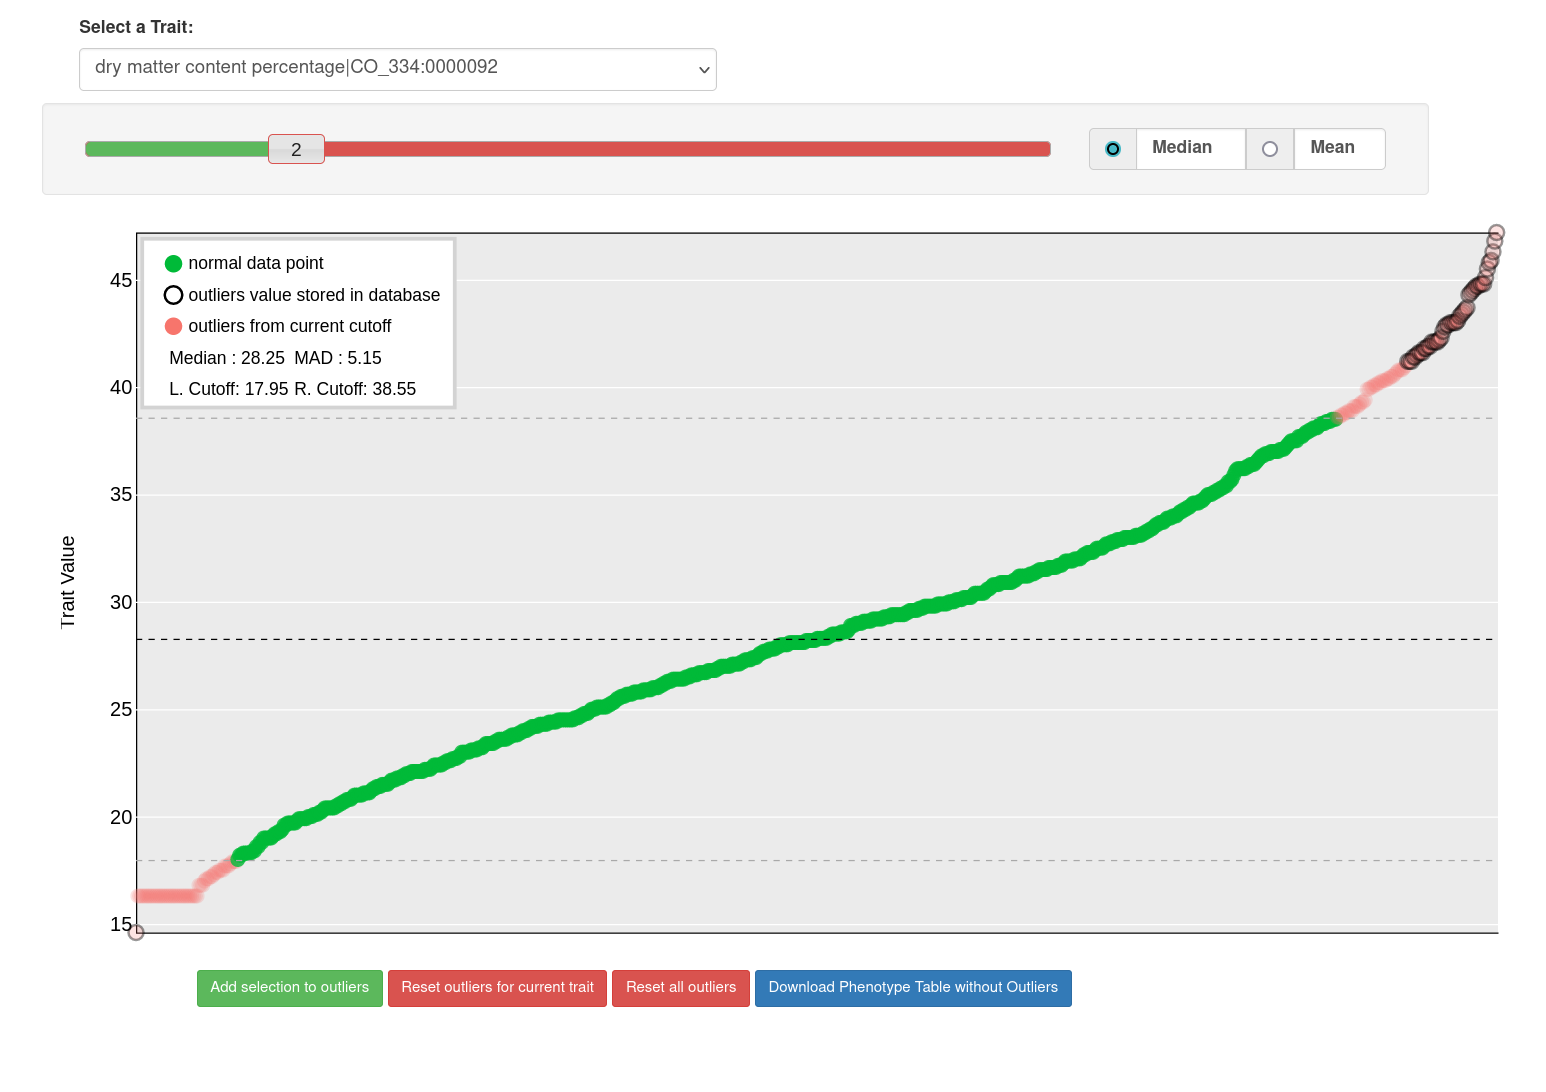 Select a Trait:
dry matter content percentage|CO_334:0000092
2
Median
Mean
normal data point
outliers value stored in database
outliers from current cutoff
Median : 28.25 MAD : 5.15
L. Cutoff: 17.95 R. Cutoff: 38.55
45
40
35
30
25
20
15
Trait Value
Add selection to outliers
Reset outliers for current trait
Reset all outliers
Download Phenotype Table without Outliers